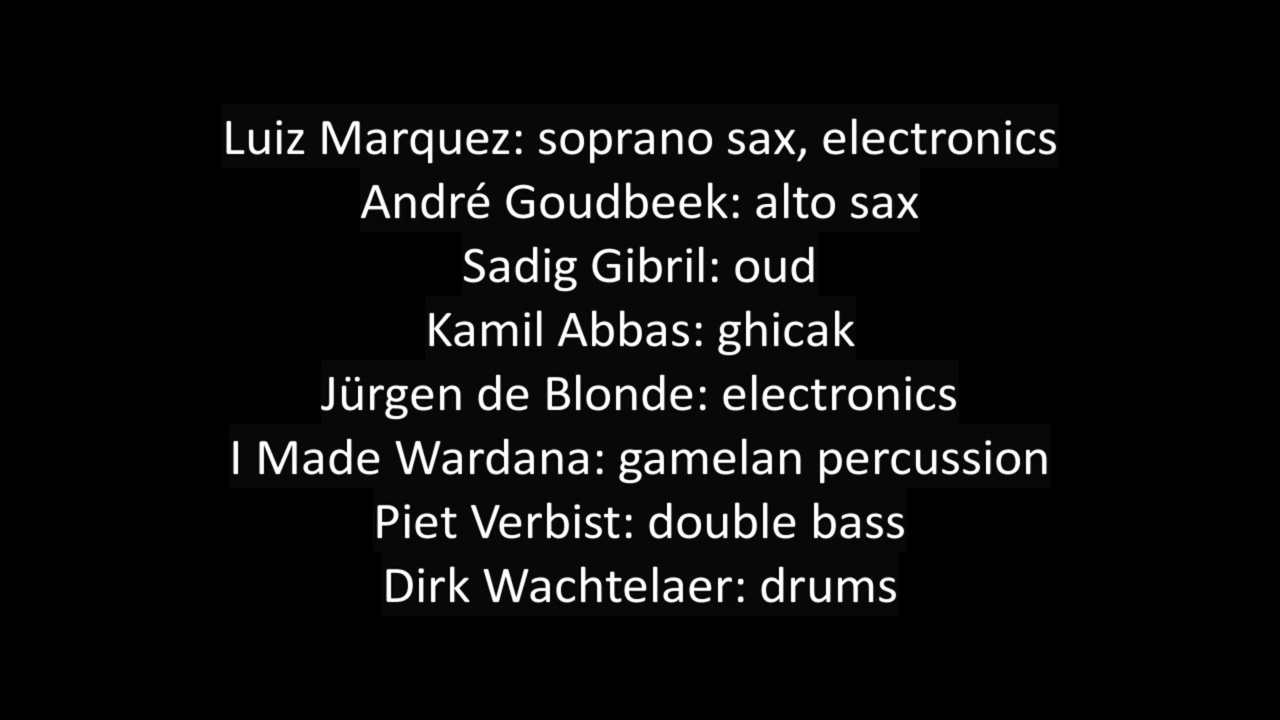 Luiz Marquez: soprano sax, electronics
André Goudbeek: alto sax
Sadig Gibril: oud
Kamil Abbas: ghicak
Jürgen de Blonde: electronics
I Made Wardana: gamelan percussion
Piet Verbist: double bass
Dirk Wachtelaer: drums